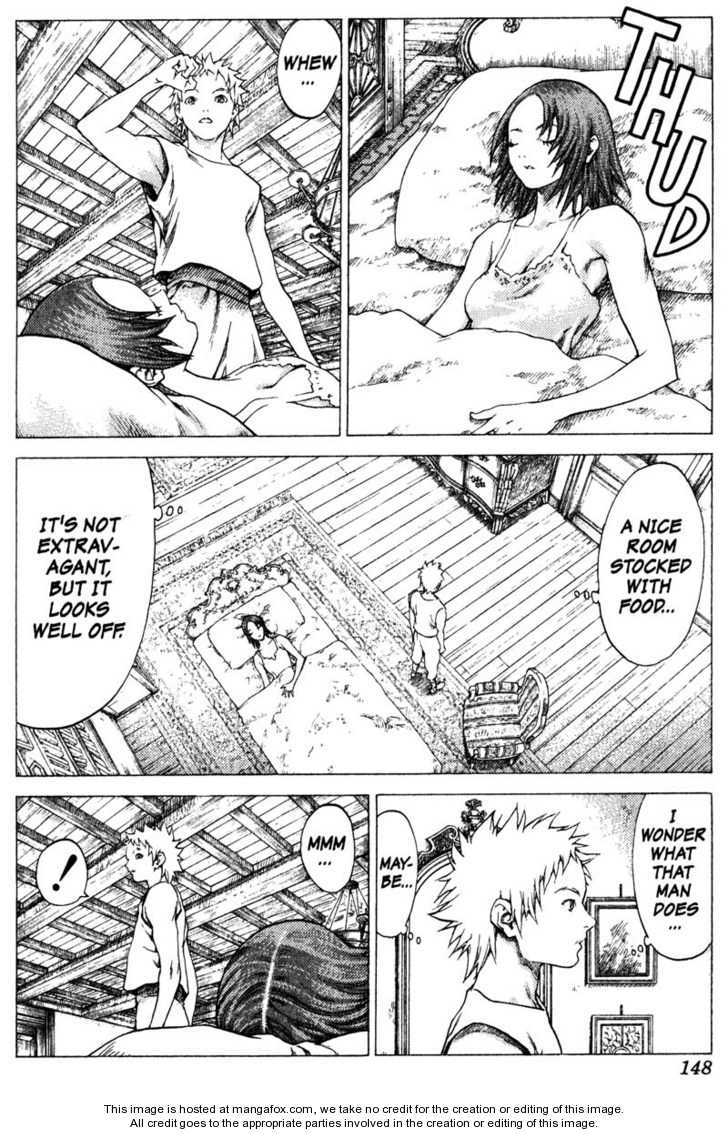 THUD
WHEW
...
A NICE
ROOM
STOCKED
WITH
FOOD...
IT'S NOT
EXTRAV-
AGANT,
BUT IT
LOOKS
WELL OFF.
I
WONDER
WHAT
THAT
MAN
DOES
...
MAY-
BE...
MMM
...
!
148
This image is hosted at mangafox.com, we take no credit for the creation or editing of this image.
All credit goes to the appropriate parties involved in the creation or editing of this image.